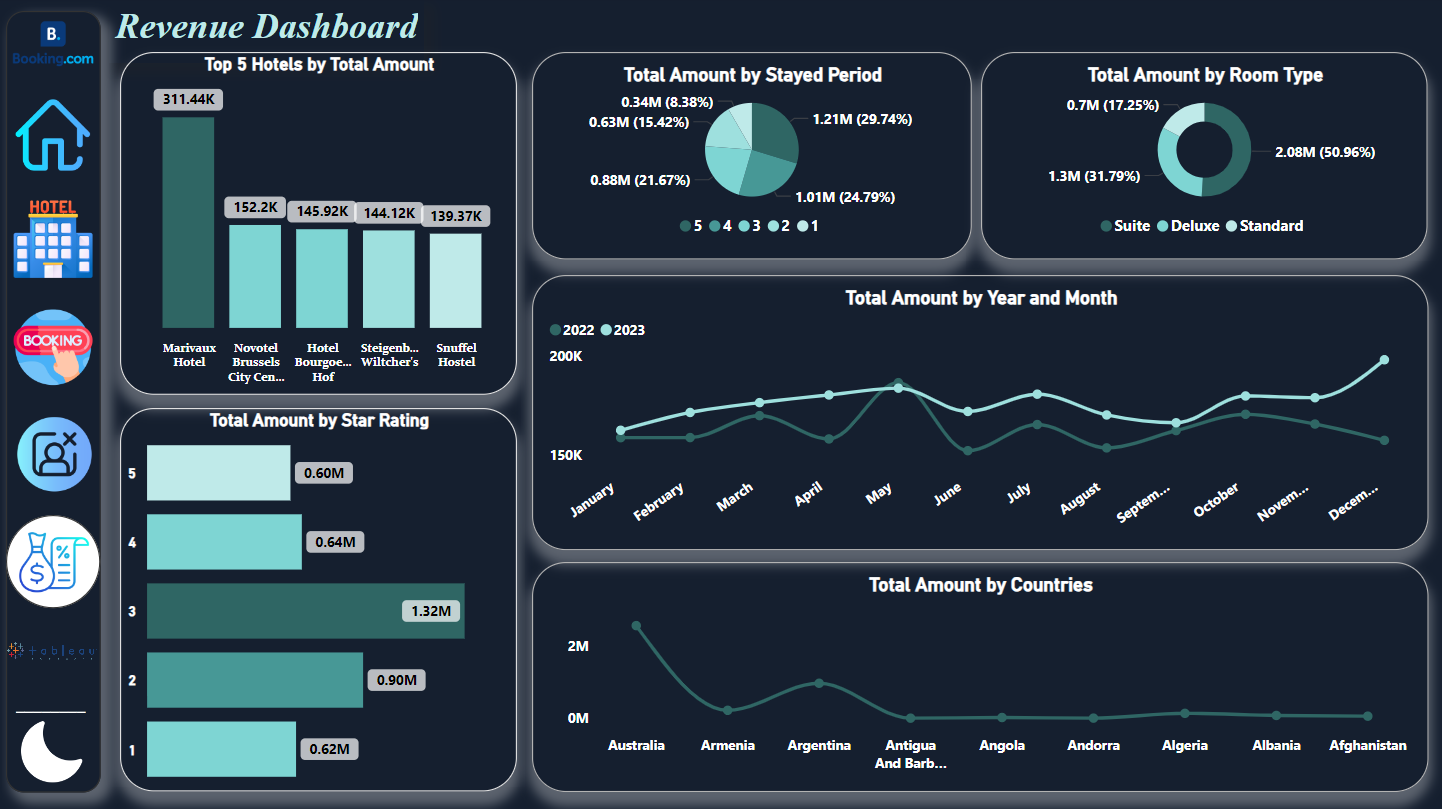 B.
Booking.com
HOTEL
BOOKING
tableau
Revenue Dashboard
Top 5 Hotels by Total Amount
311.44K
152.2K
145.92K
144.12K
139.37K
Marivaux
Hotel
Novotel
Brussels
City Cen...
Hotel
Bourgoe...
Hof
Steigenb...
Wiltcher's
Snuffel
Hostel
Total Amount by Star Rating
5
0.60M
4
0.64M
3
1.32M
2
0.90M
1
0.62M
Total Amount by Stayed Period
0.34M (8.38%)
0.63M (15.42%)
1.21M (29.74%)
0.88M (21.67%)
1.01M (24.79%)
5 4 3 2 1
Total Amount by Room Type
0.7M (17.25%)
2.08M (50.96%)
1.3M (31.79%)
Suite Deluxe Standard
Total Amount by Year and Month
2022 2023
200K
150K
January
February
March
April
May
June
July
August
Septem...
October
Novem...
Decem...
Total Amount by Countries
2M
0M
Australia
Armenia
Argentina
Antigua
And Barb...
Angola
Andorra
Algeria
Albania
Afghanistan